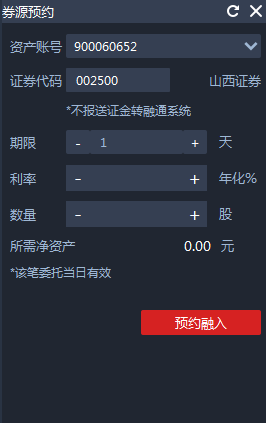 券源预约
资产账号 900060652
证券代码 002500 山西证券
*不报送证金转融通系统
期限 - 1 + 天
利率 - + 年化%
数量 - + 股
所需净资产 0.00 元
*该笔委托当日有效
预约融入